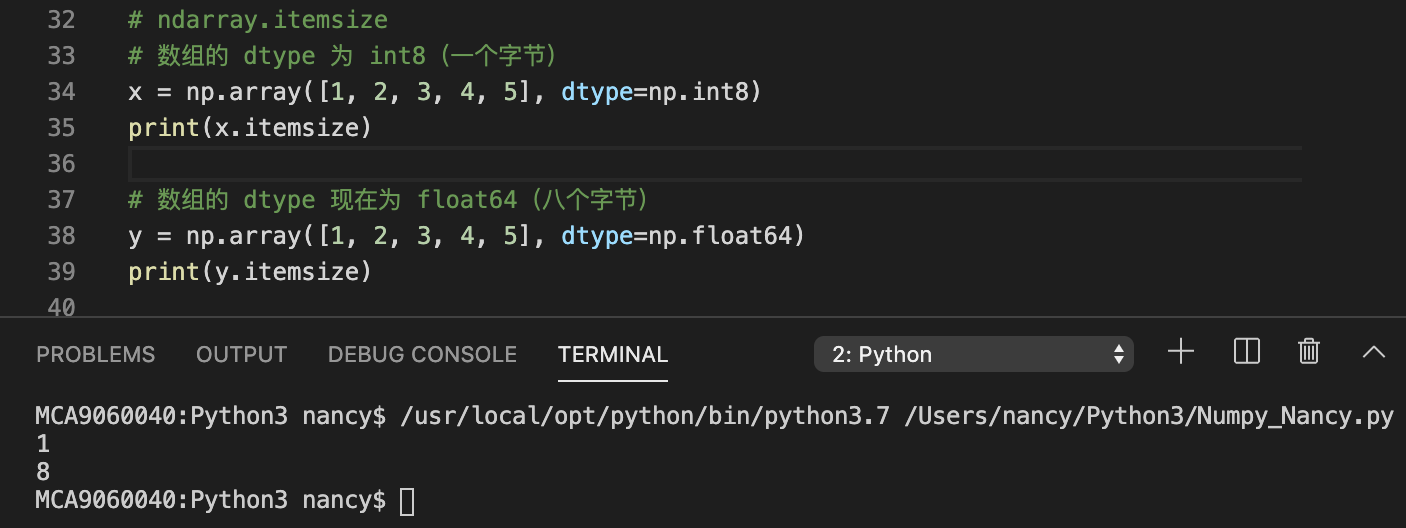 32 # ndarray.itemsize
33 # 数组的 dtype 为 int8（一个字节）
34 x = np.array([1, 2, 3, 4, 5], dtype=np.int8)
35 print(x.itemsize)
36
37 # 数组的 dtype 现在为 float64（八个字节）
38 y = np.array([1, 2, 3, 4, 5], dtype=np.float64)
39 print(y.itemsize)
40
PROBLEMS OUTPUT DEBUG CONSOLE TERMINAL 2: Python
MCA9060040:Python3 nancy$ /usr/local/opt/python/bin/python3.7 /Users/nancy/Python3/Numpy_Nancy.py
1
8
MCA9060040:Python3 nancy$